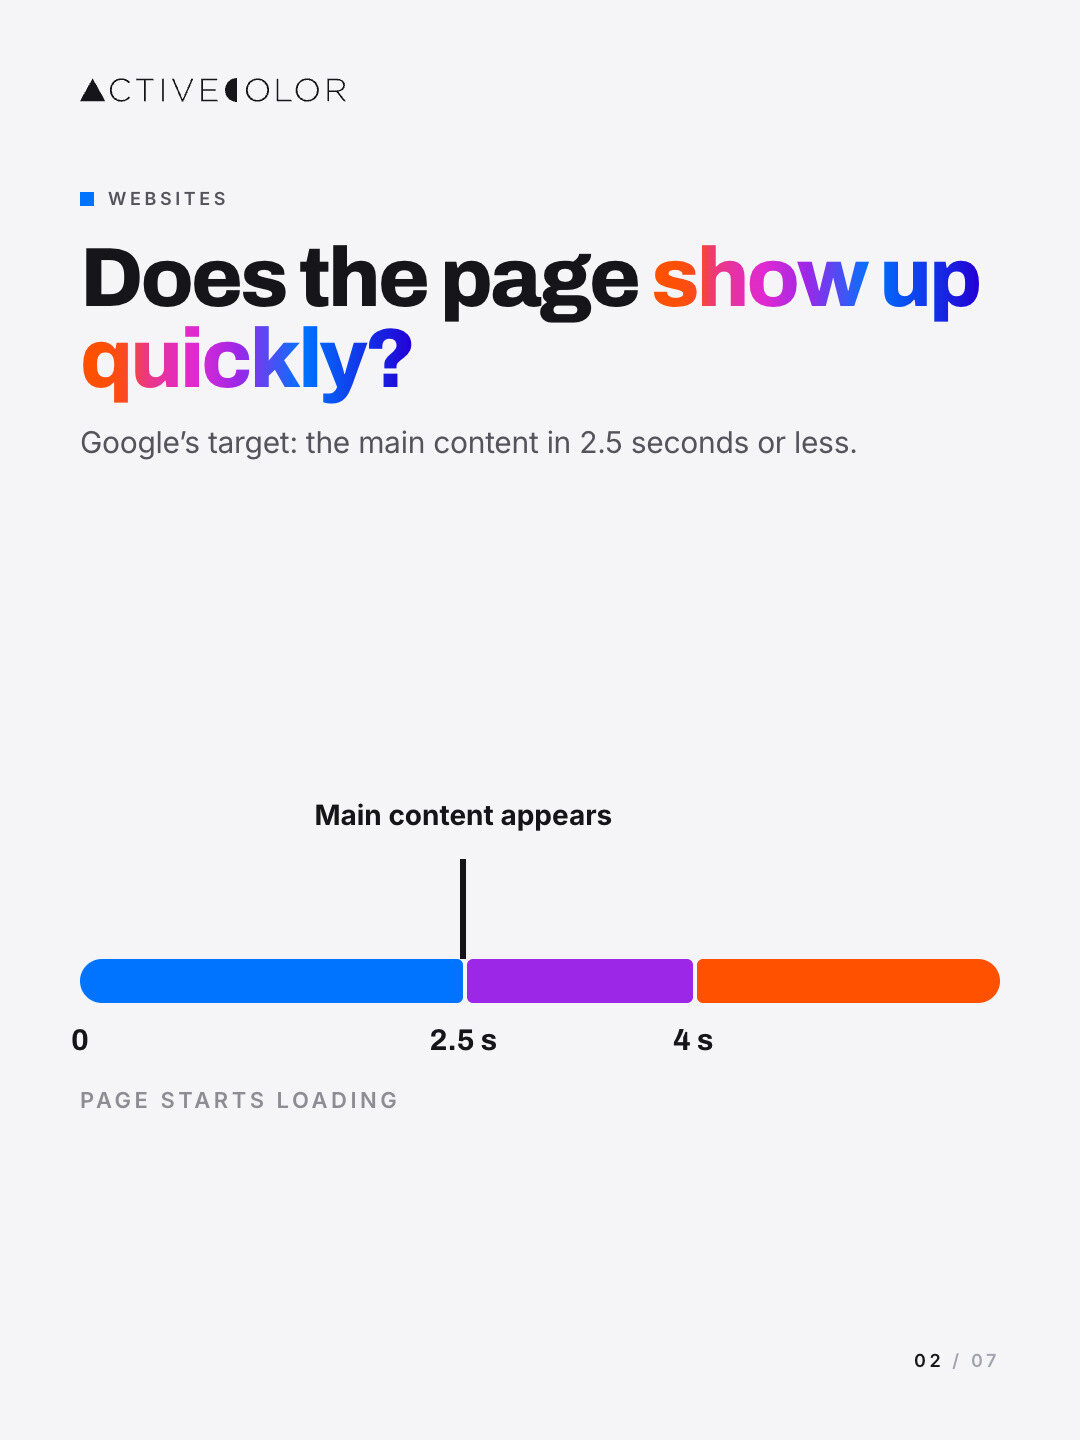 ACTIVECOLOR
WEBSITES
Does the page show up
quickly?
Google’s target: the main content in 2.5 seconds or less.
Main content appears
0 2.5 s 4 s
PAGE STARTS LOADING
02 / 07